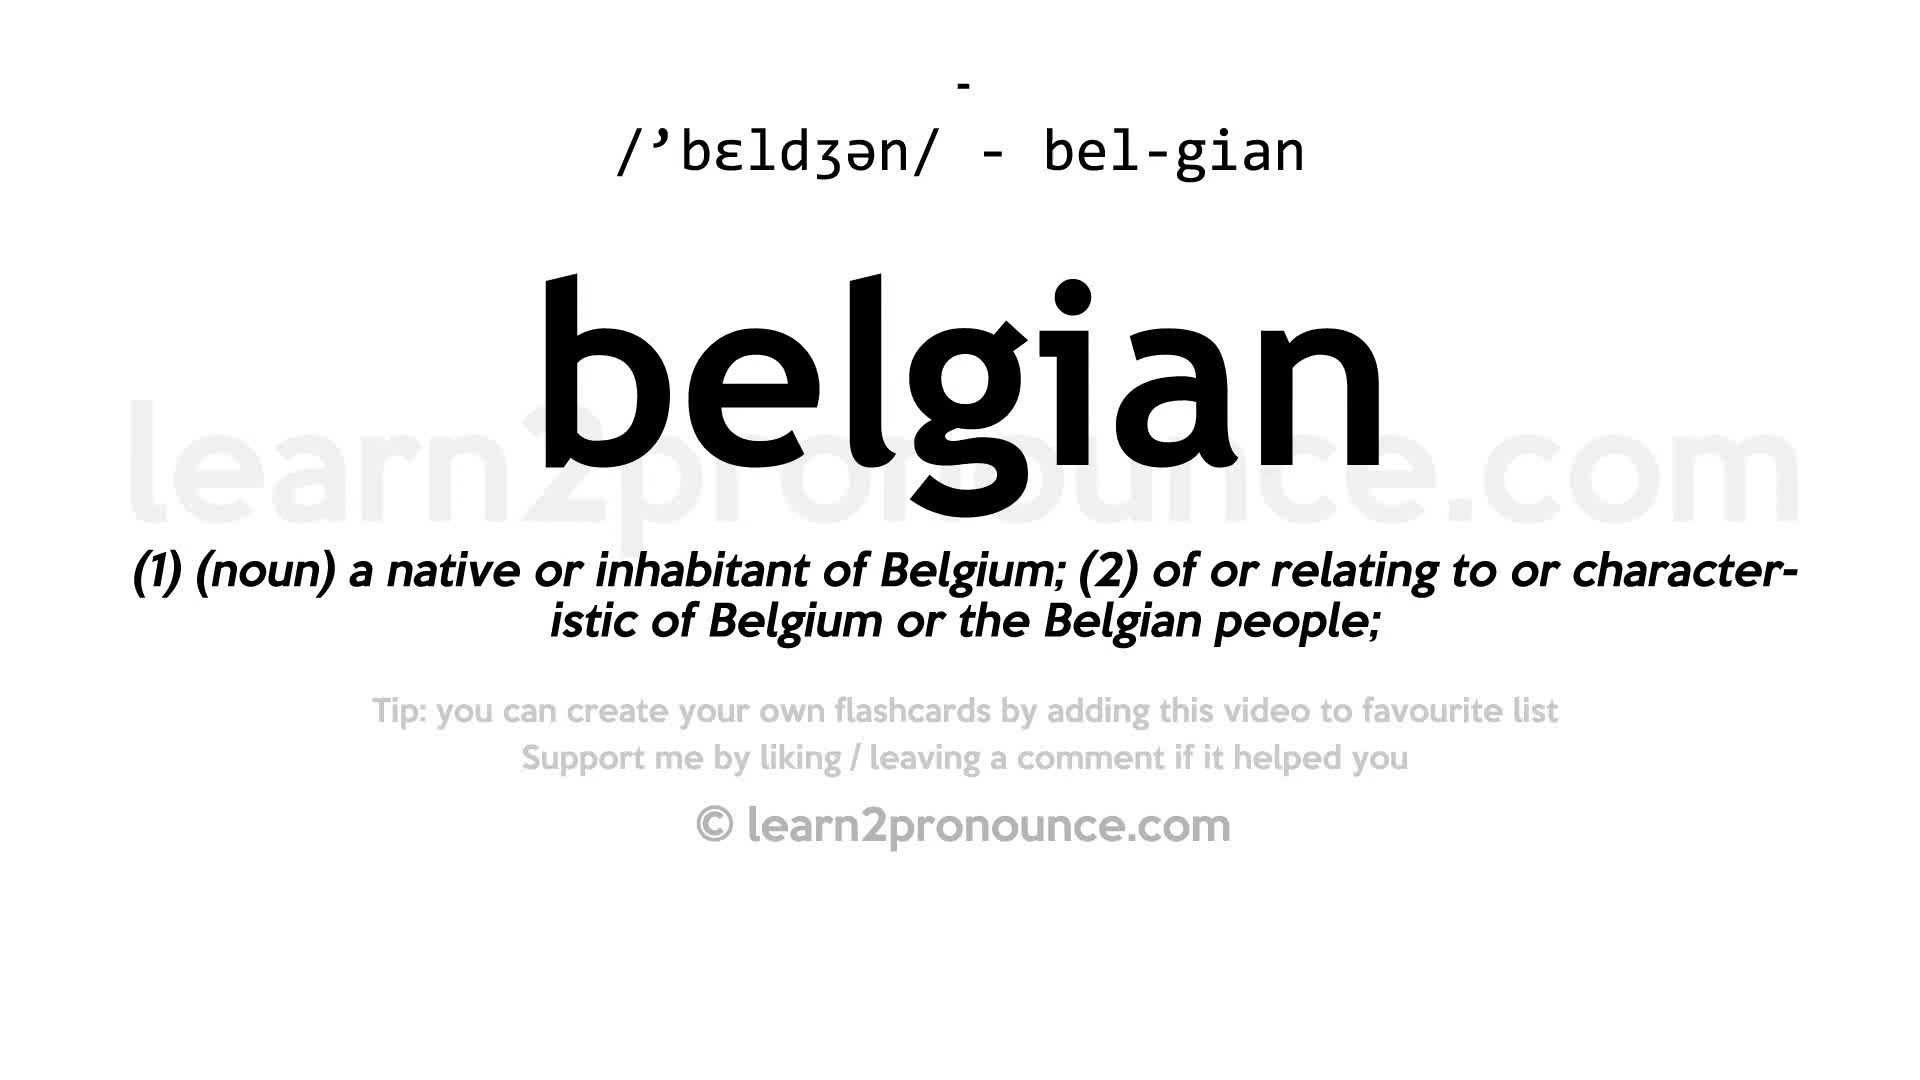 -
/’bɛldʒən/ - bel-gian
belgian
learn2pronounce.com
(1) (noun) a native or inhabitant of Belgium; (2) of or relating to or character-
istic of Belgium or the Belgian people;
Tip: you can create your own flashcards by adding this video to favourite list
Support me by liking / leaving a comment if it helped you
© learn2pronounce.com